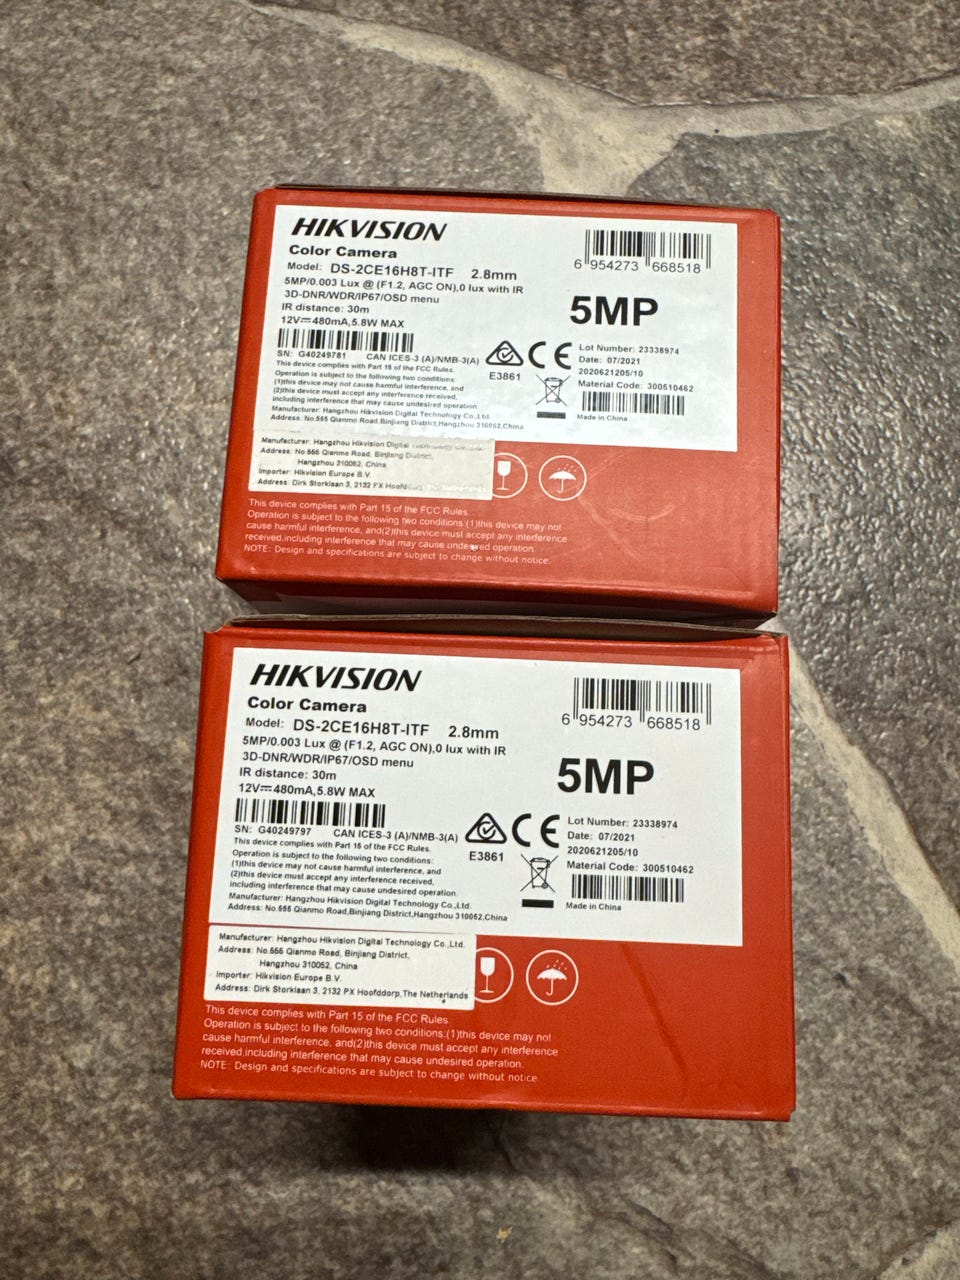 HIKVISION
Color Camera
Model: DS-2CE16H8T-ITF 2.8mm
5MP/0.003 Lux @ (F1.2, AGC ON),0 lux with IR
3D-DNR/WDR/IP67/OSD menu
IR distance: 30m
12V⎓480mA,5.8W MAX
SN: G40249781 CAN ICES-3 (A)/NMB-3(A)
This device complies with Part 15 of the FCC Rules.
Operation is subject to the following two conditions:
(1)this device may not cause harmful interference, and
(2)this device must accept any interference received,
including interference that may cause undesired operation.
Manufacturer: Hangzhou Hikvision Digital Technology Co.,Ltd.
Address: No.555 Qianmo Road,Binjiang District,Hangzhou 310052,China
6 954273 668518
5MP
E3861
CE
Lot Number: 23338974
Date: 07/2021
2020621205/10
Material Code: 300510462
Made in China
Manufacturer: Hangzhou Hikvision Digital
Address: No.555 Qianmo Road, Binjiang District,
Hangzhou 310052, China
Importer: Hikvision Europe B.V.
Address: Dirk Storklaan 3, 2132 PX Hoofddorp, The Netherlands
This device complies with Part 15 of the FCC Rules.
Operation is subject to the following two conditions:(1)this device may not
cause harmful interference, and(2)this device must accept any interference
received,including interference that may cause undesired operation.
NOTE: Design and specifications are subject to change without notice.
HIKVISION
Color Camera
Model: DS-2CE16H8T-ITF 2.8mm
5MP/0.003 Lux @ (F1.2, AGC ON),0 lux with IR
3D-DNR/WDR/IP67/OSD menu
IR distance: 30m
12V⎓480mA,5.8W MAX
SN: G40249797 CAN ICES-3 (A)/NMB-3(A)
This device complies with Part 15 of the FCC Rules.
Operation is subject to the following two conditions:
(1)this device may not cause harmful interference, and
(2)this device must accept any interference received,
including interference that may cause undesired operation.
Manufacturer: Hangzhou Hikvision Digital Technology Co.,Ltd.
Address: No.555 Qianmo Road,Binjiang District,Hangzhou 310052,China
6 954273 668518
5MP
E3861
CE
Lot Number: 23338974
Date: 07/2021
2020621205/10
Material Code: 300510462
Made in China
Manufacturer: Hangzhou Hikvision Digital Technology Co.,Ltd.
Address: No.555 Qianmo Road, Binjiang District,
Hangzhou 310052, China
Importer: Hikvision Europe B.V.
Address: Dirk Storklaan 3, 2132 PX Hoofddorp,The Netherlands
This device complies with Part 15 of the FCC Rules.
Operation is subject to the following two conditions:(1)this device may not
cause harmful interference, and(2)this device must accept any interference
received,including interference that may cause undesired operation.
NOTE: Design and specifications are subject to change without notice.